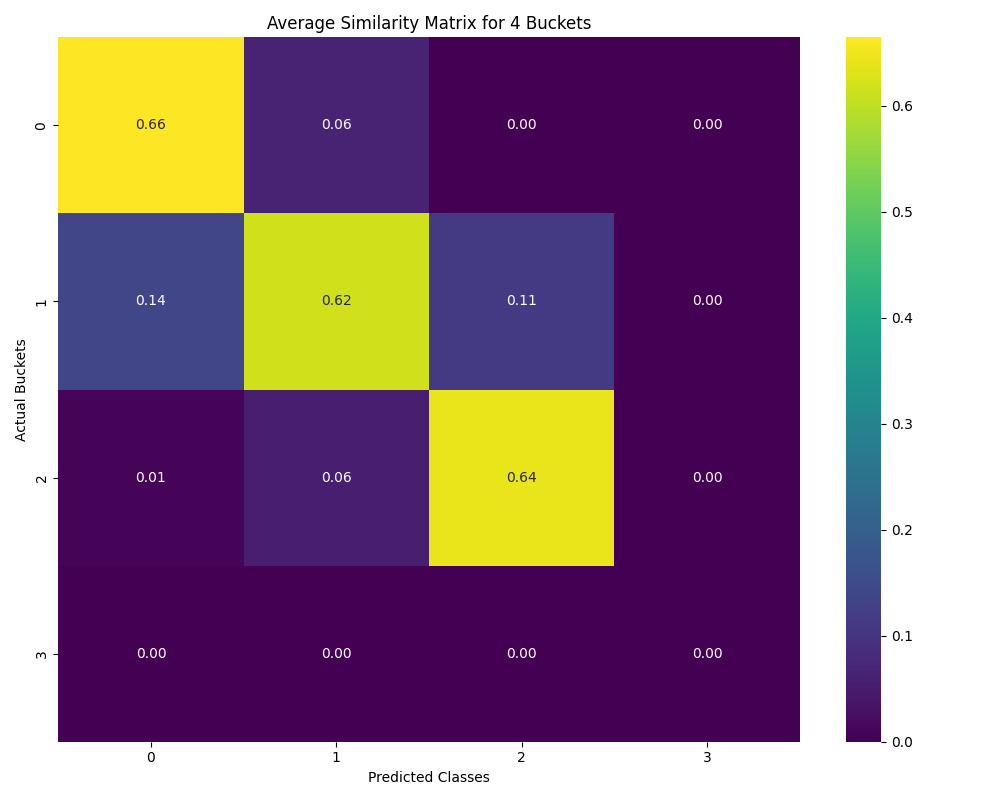 Average Similarity Matrix for 4 Buckets
0 0.66 0.06 0.00 0.00
1 0.14 0.62 0.11 0.00
2 0.01 0.06 0.64 0.00
3 0.00 0.00 0.00 0.00
0 1 2 3
Predicted Classes
Actual Buckets
0.6
0.5
0.4
0.3
0.2
0.1
0.0